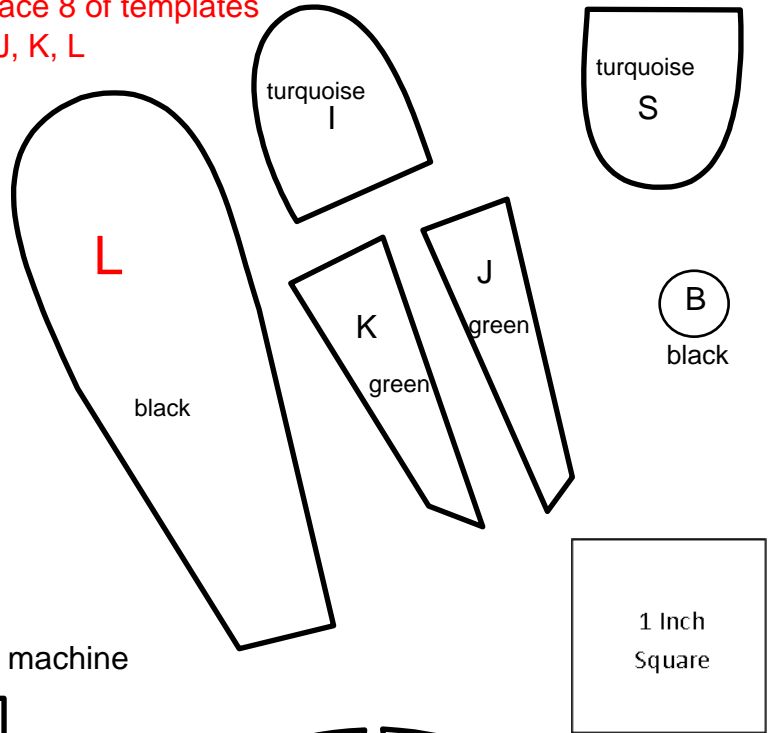 ace 8 of templates
J, K, L
turquoise
I
turquoise
S
L
J
green
K
green
B
black
black
1 Inch
Square
machine